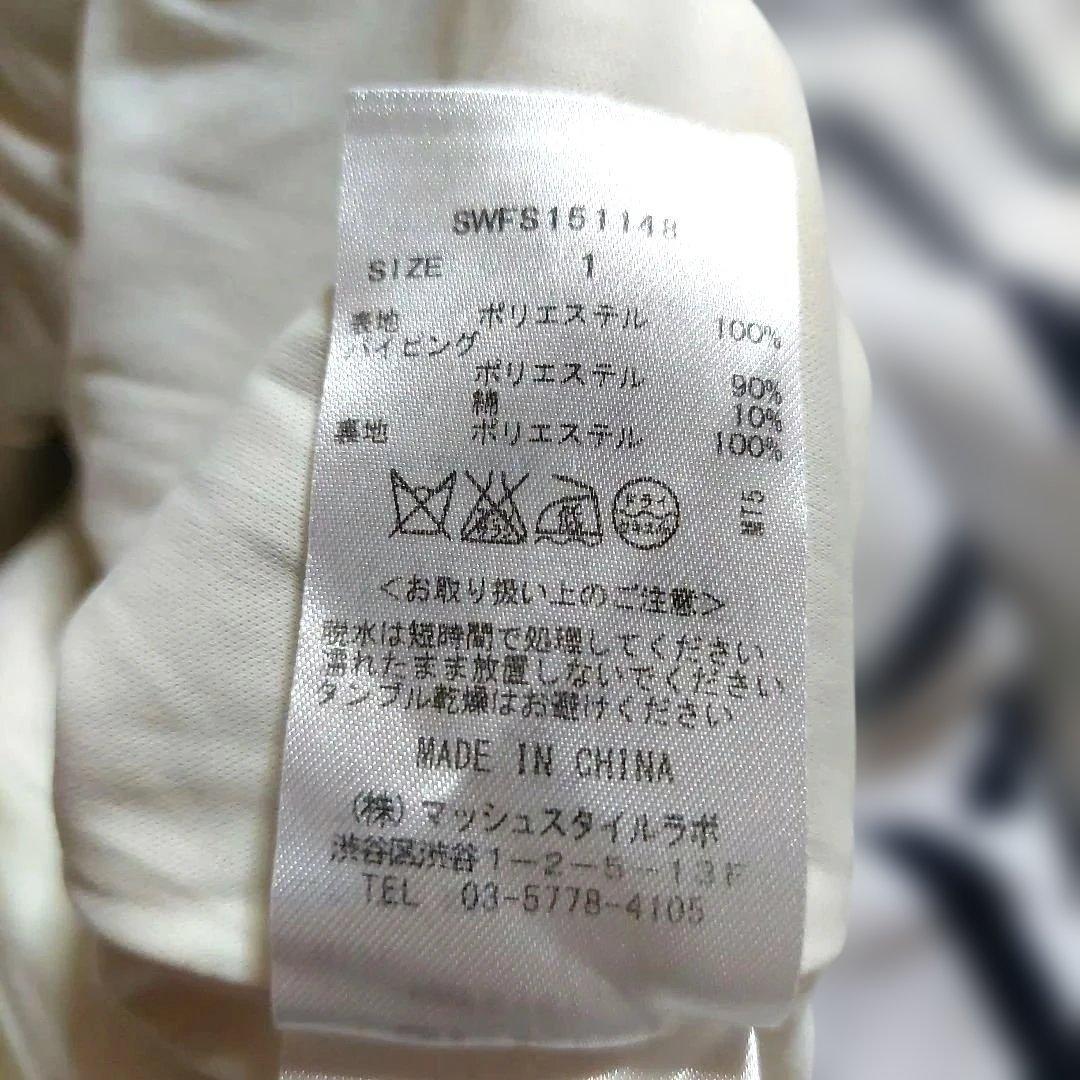 SWFS151148
SIZE 1
表地 ポリエステル 100%
パイピング
ポリエステル 90%
綿 10%
裏地 ポリエステル 100%
ドライ
<お取り扱い上のご注意>
脱水は短時間で処理してください
濡れたまま放置しないでください
タンブル乾燥はお避けください
MADE IN CHINA
(株)マッシュスタイルラボ
渋谷区渋谷1-2-5-13F
TEL 03-5778-4105